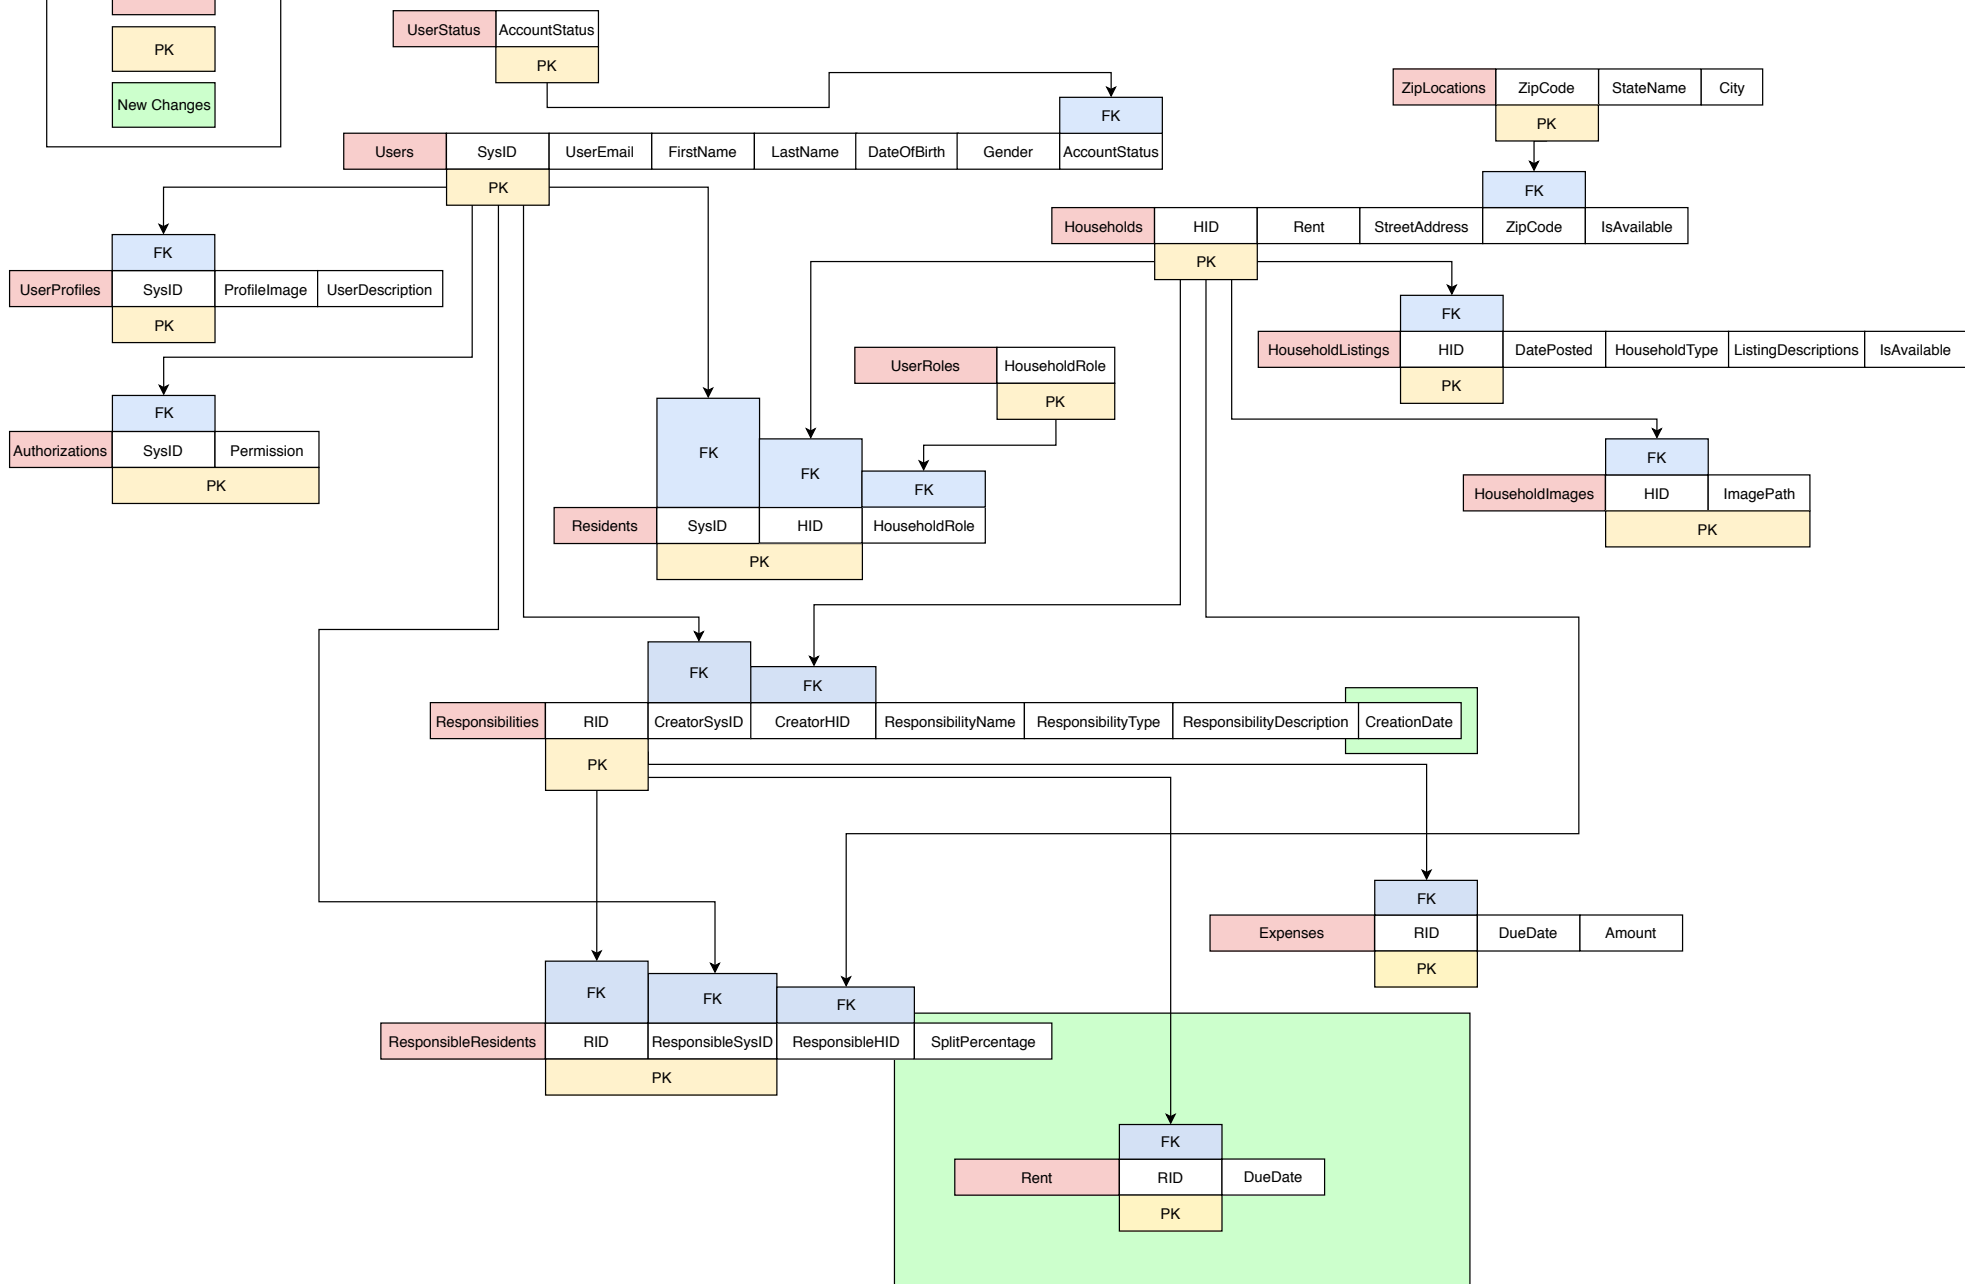 PK
New Changes
UserStatus AccountStatus
PK
FK
Users SysID UserEmail FirstName LastName DateOfBirth Gender AccountStatus
PK
ZipLocations ZipCode StateName City
PK
FK
Households HID Rent StreetAddress ZipCode IsAvailable
PK
FK
UserProfiles SysID ProfileImage UserDescription
PK
FK
HouseholdListings HID DatePosted HouseholdType ListingDescriptions IsAvailable
PK
UserRoles HouseholdRole
PK
FK
Authorizations SysID Permission
PK
FK FK FK
Residents SysID HID HouseholdRole
PK
FK
HouseholdImages HID ImagePath
PK
FK FK
Responsibilities RID CreatorSysID CreatorHID ResponsibilityName ResponsibilityType ResponsibilityDescription CreationDate
PK
FK
Expenses RID DueDate Amount
PK
FK FK FK
ResponsibleResidents RID ResponsibleSysID ResponsibleHID SplitPercentage
PK
FK
Rent RID DueDate
PK